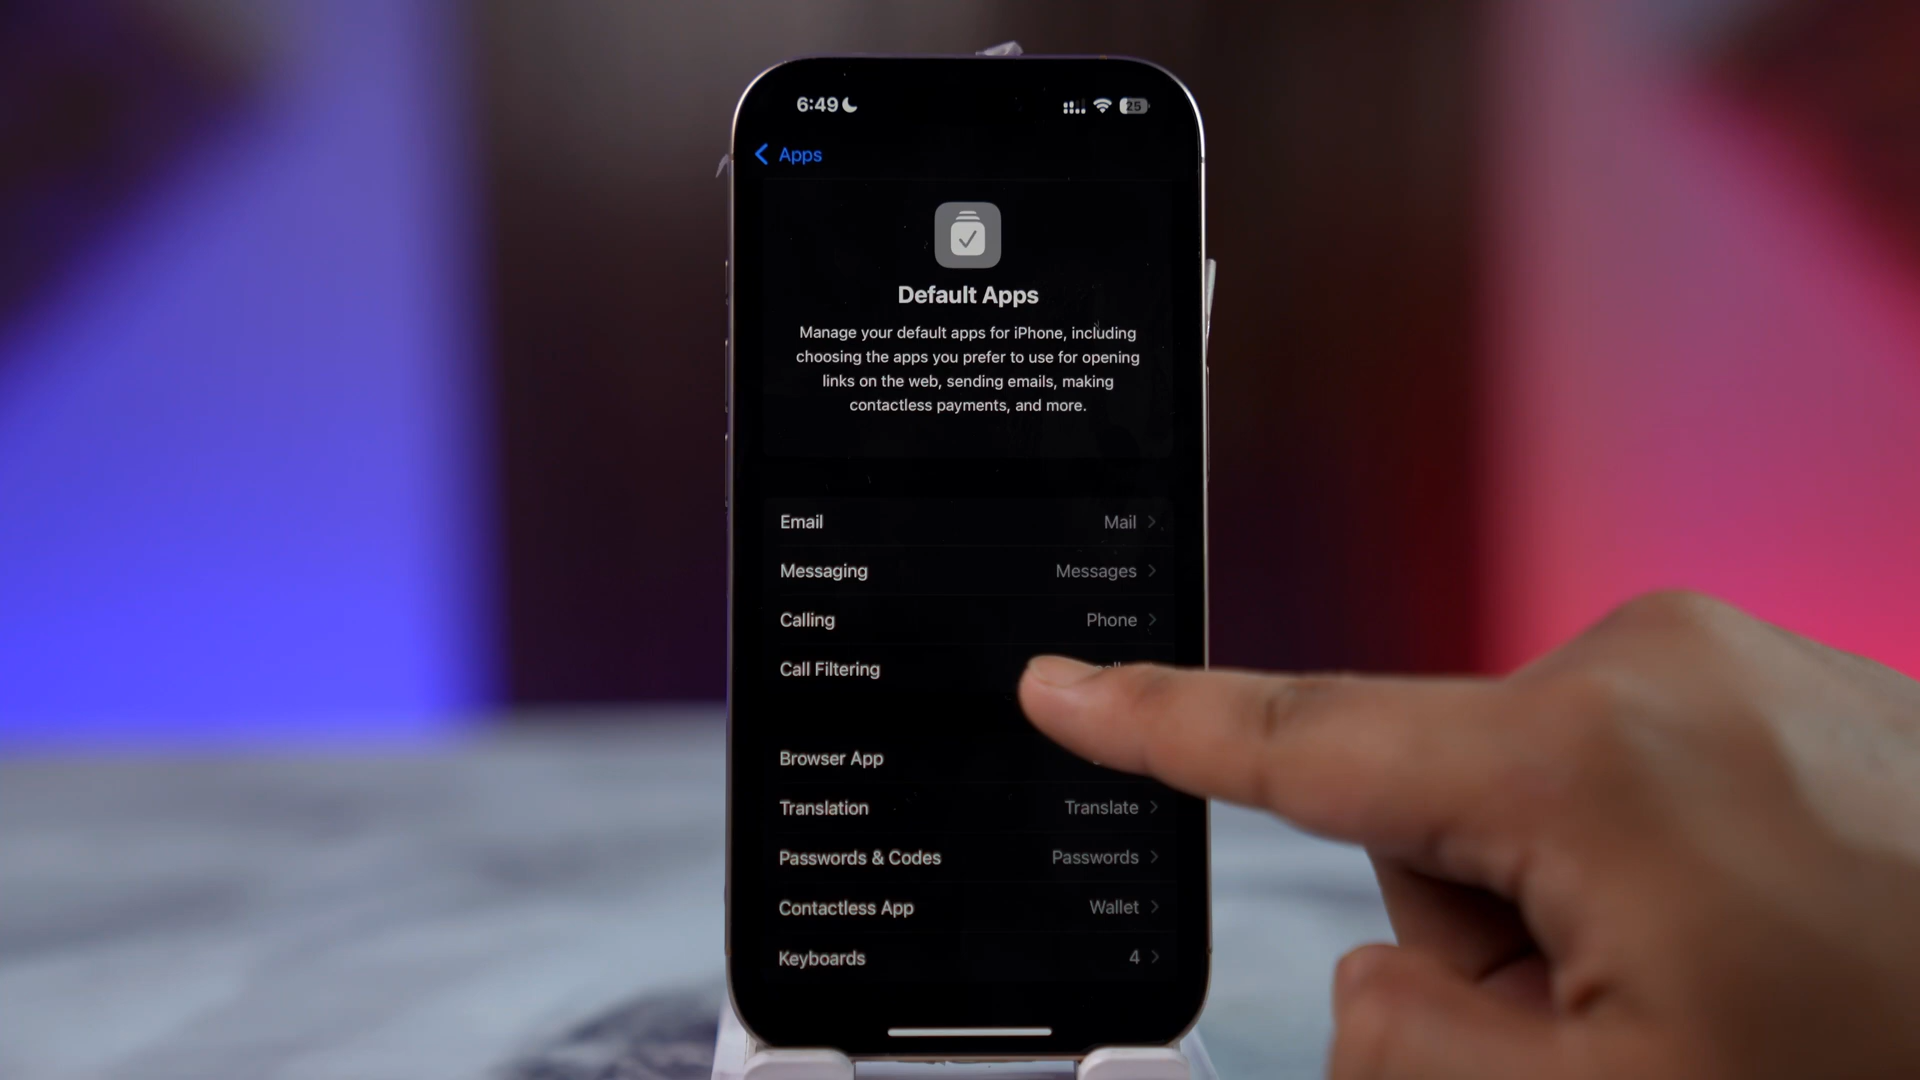 6:49
25
Apps
Default Apps
Manage your default apps for iPhone, including
choosing the apps you prefer to use for opening
links on the web, sending emails, making
contactless payments, and more.
Email Mail
Messaging Messages
Calling Phone
Call Filtering
Browser App
Translation Translate
Passwords & Codes Passwords
Contactless App Wallet
Keyboards 4